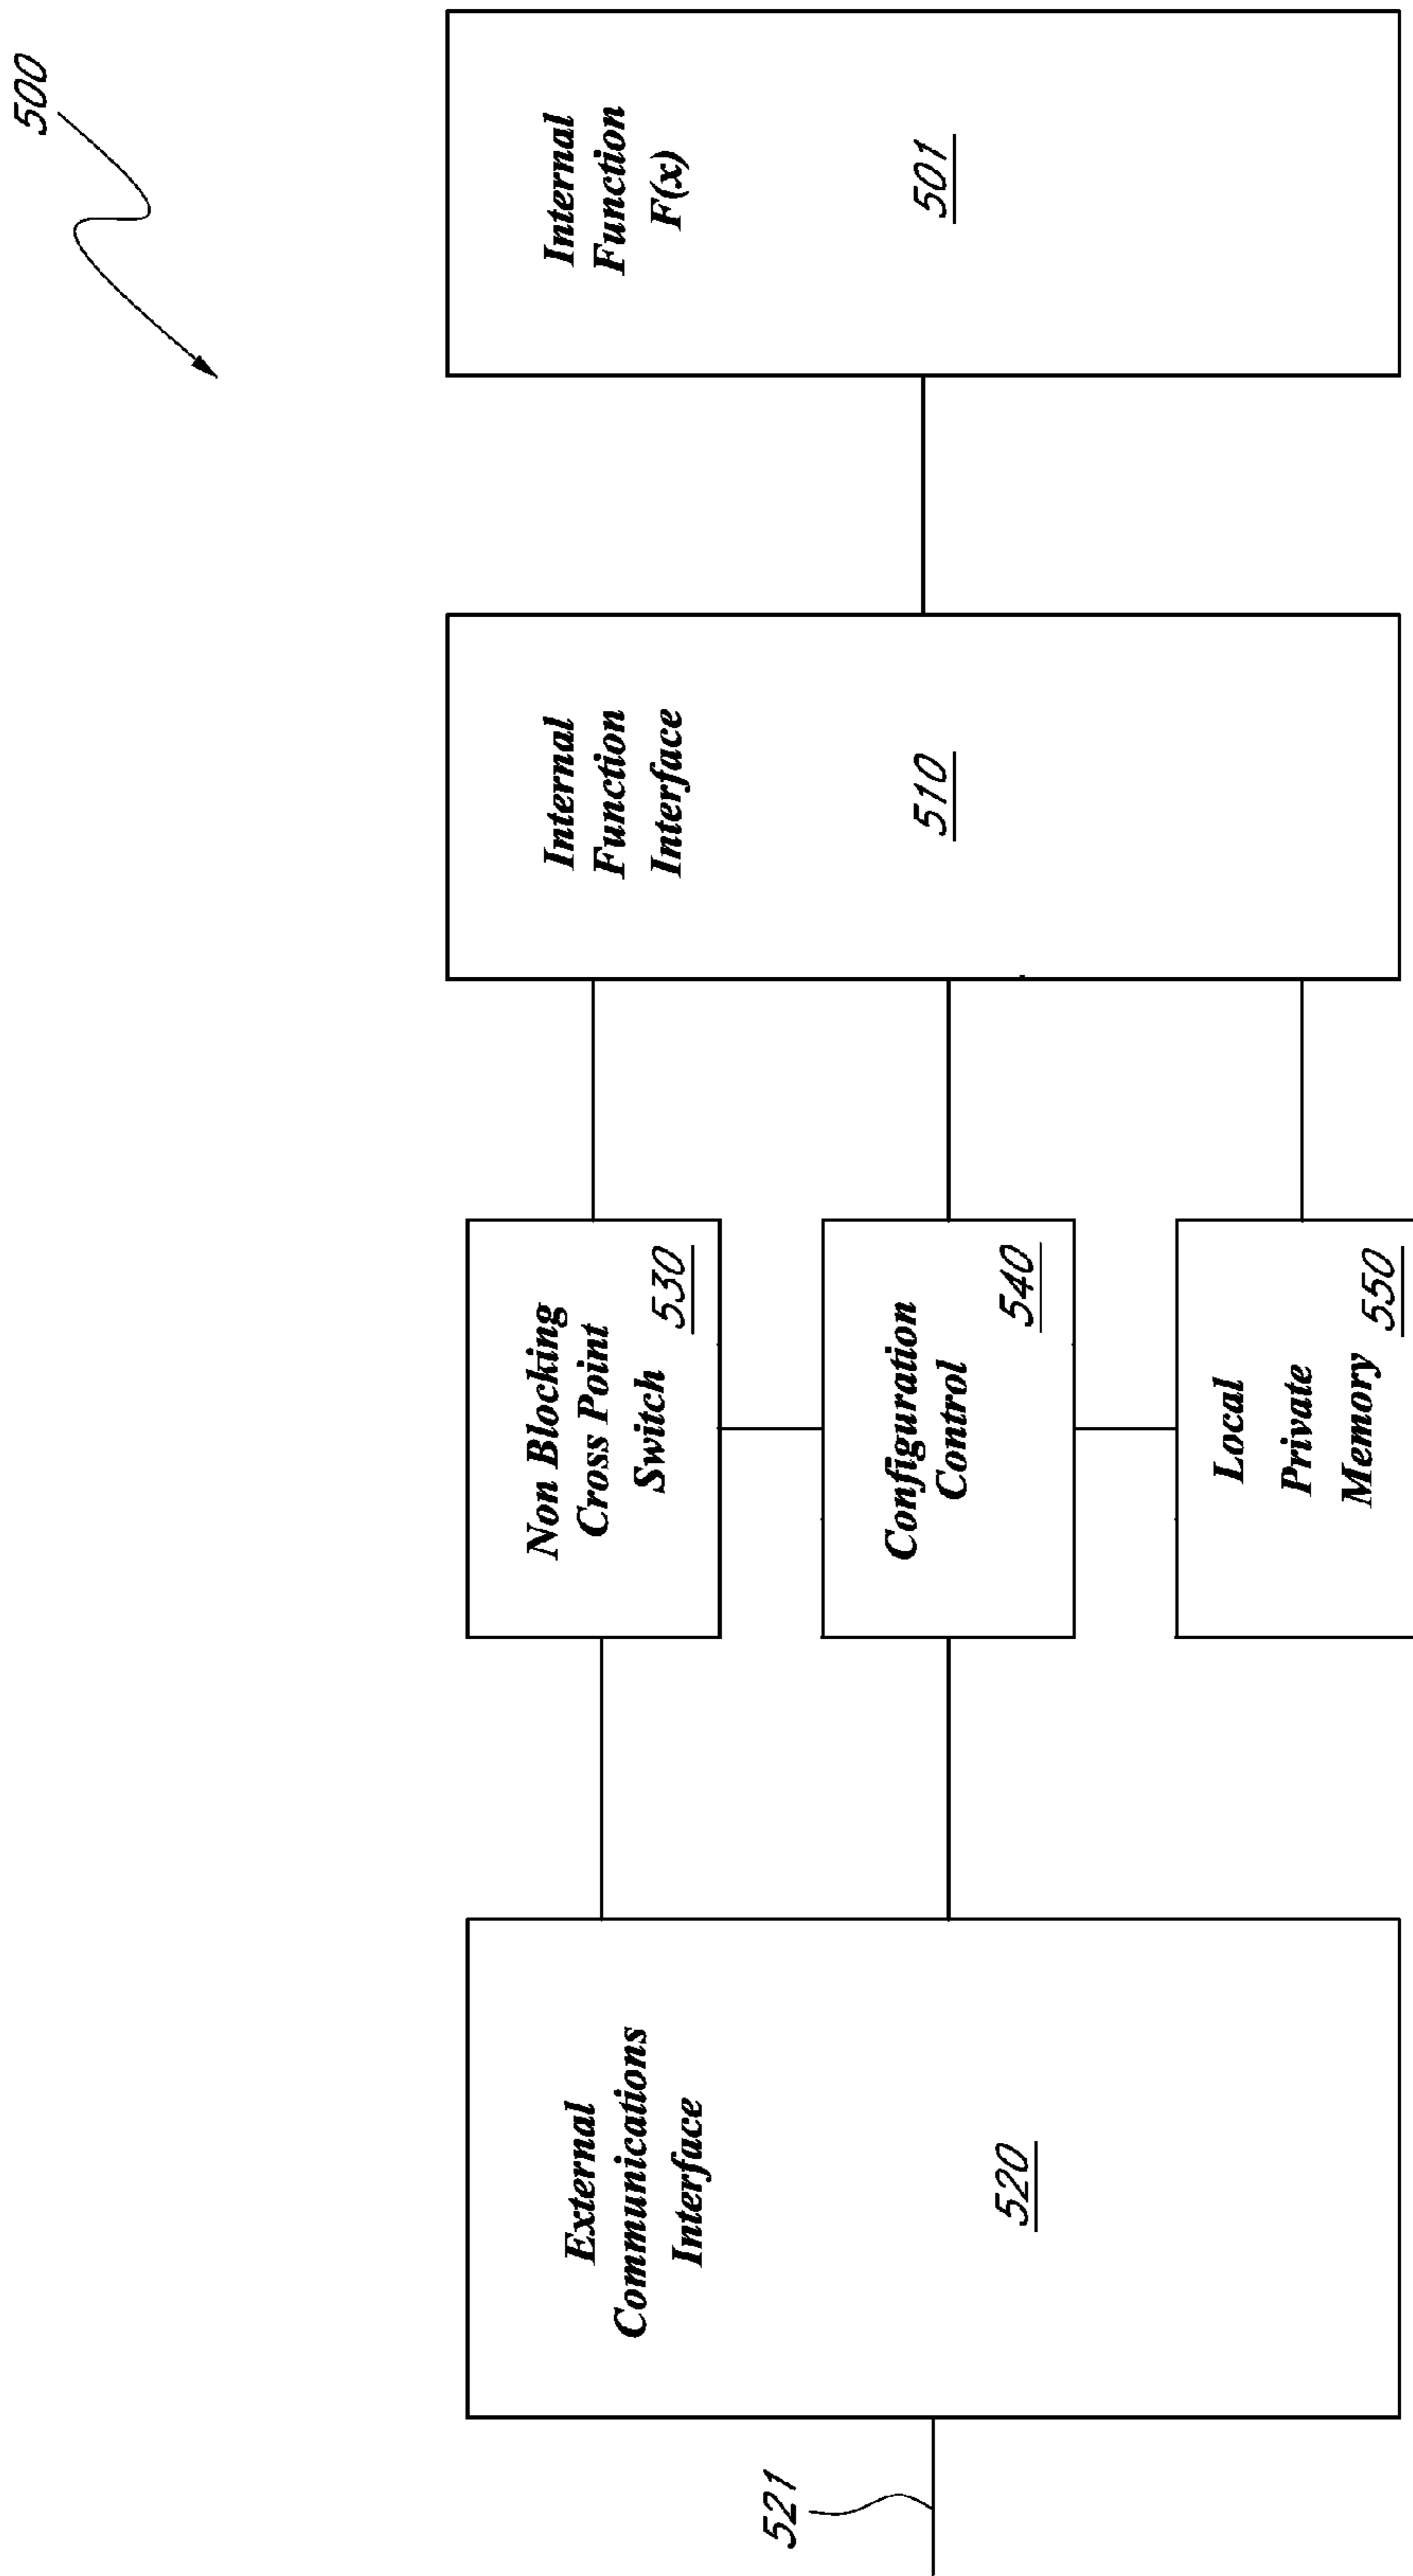 500
Internal
Function
F(x)
501
Internal
Function
Interface
510
Non Blocking
Cross Point
Switch
530
Configuration
Control
540
Local
Private
Memory
550
External
Communications
Interface
520
521